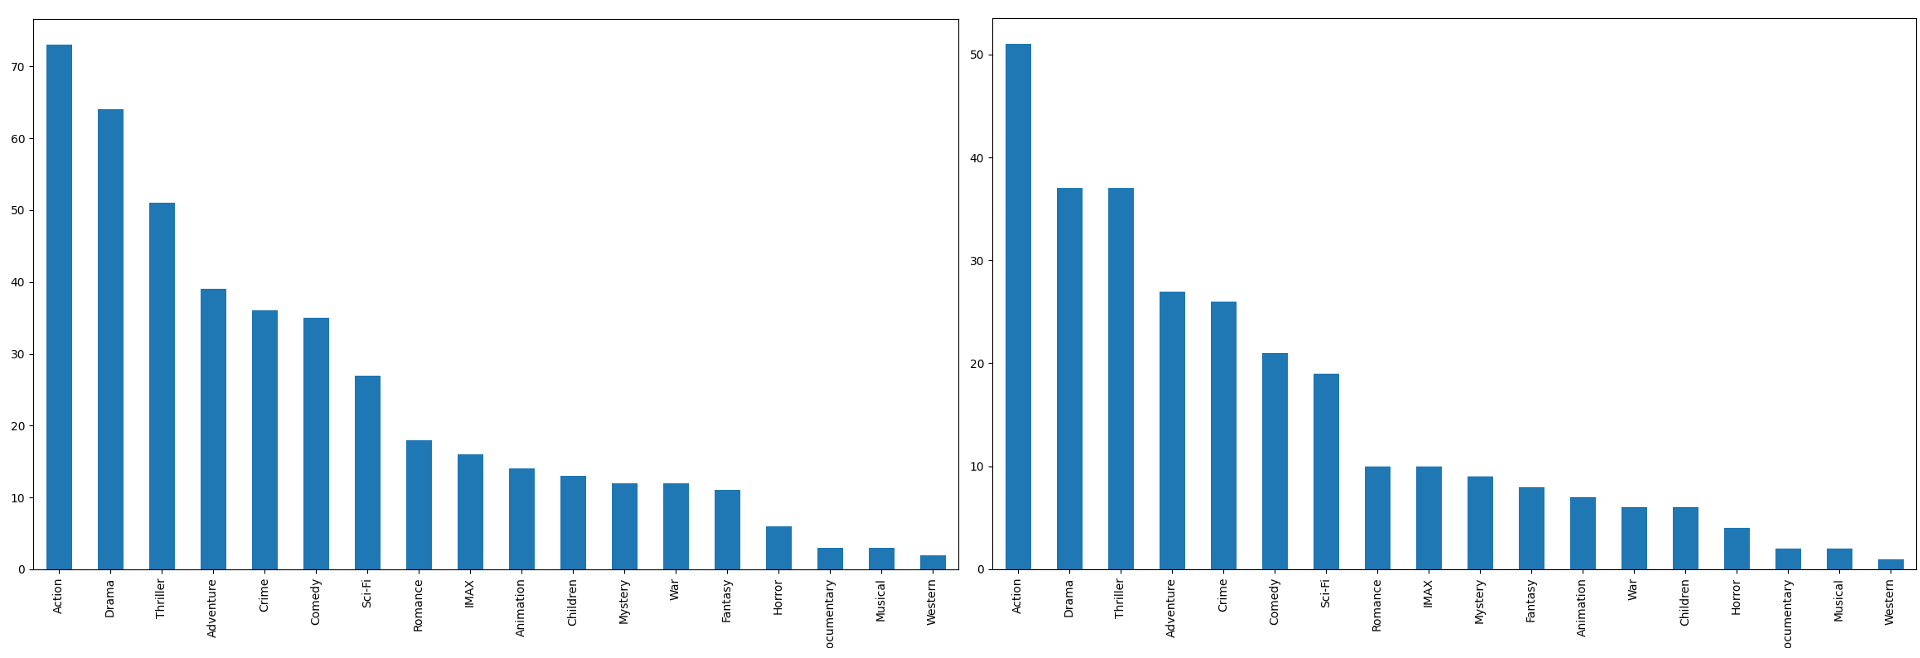 70
60
50
40
30
20
10
0
Action
Drama
Thriller
Adventure
Crime
Comedy
Sci-Fi
Romance
IMAX
Animation
Children
Mystery
War
Fantasy
Horror
ocumentary
Musical
Western
50
40
30
20
10
0
Action
Drama
Thriller
Adventure
Crime
Comedy
Sci-Fi
Romance
IMAX
Mystery
Fantasy
Animation
War
Children
Horror
ocumentary
Musical
Western